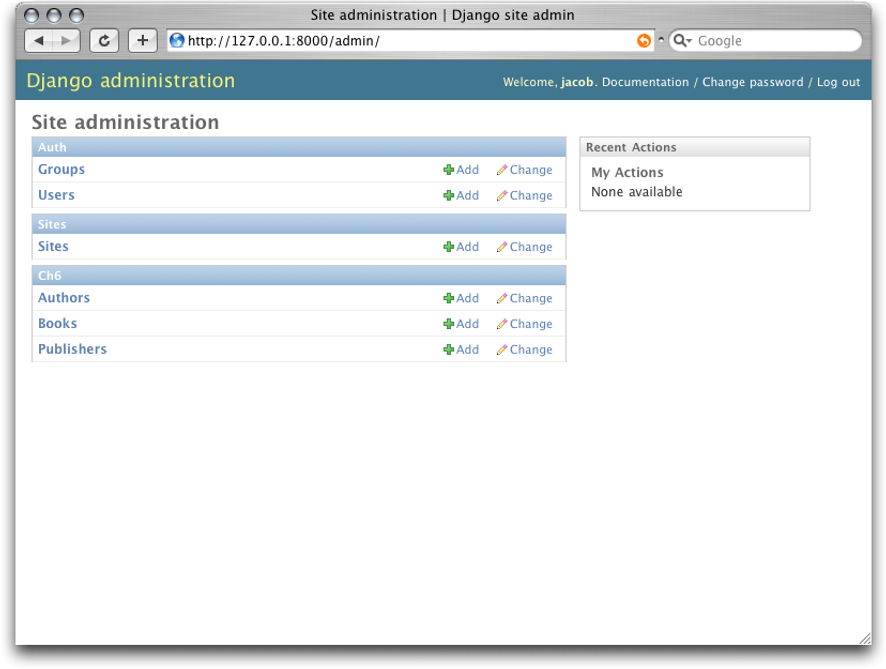 Site administration | Django site admin
http://127.0.0.1:8000/admin/ Google
Django administration Welcome, jacob. Documentation / Change password / Log out
Site administration
Auth
Groups Add Change
Users Add Change
Sites
Sites Add Change
Ch6
Authors Add Change
Books Add Change
Publishers Add Change
Recent Actions
My Actions
None available